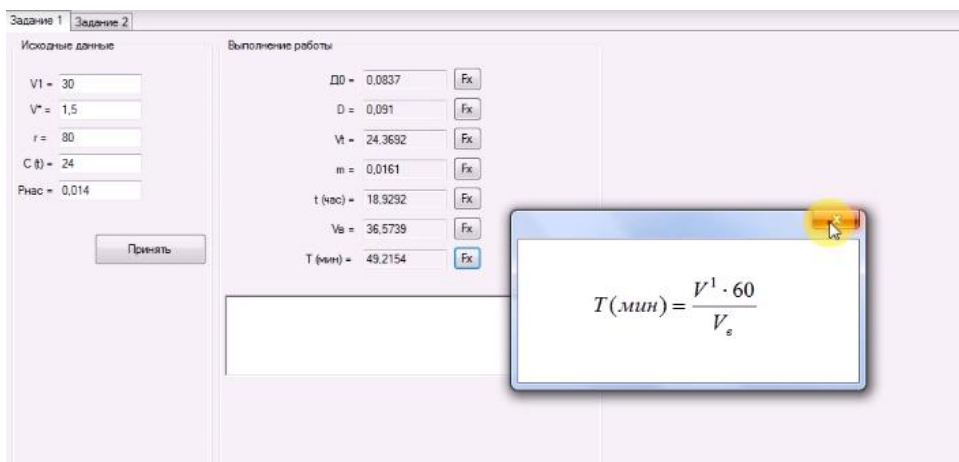 Задание 1 Задание 2
Исходные данные
V1 = 30
V* = 1,5
r = 80
C (t) = 24
Pнас = 0,014
Принять
Выполнение работы
Д0 = 0,0837 Fx
D = 0,091 Fx
Vt = 24,3692 Fx
m = 0,0161 Fx
t (час) = 18,9292 Fx
Vв = 36,5739 Fx
T (мин) = 49,2154 Fx
T(мин) = V¹ · 60 / Vв